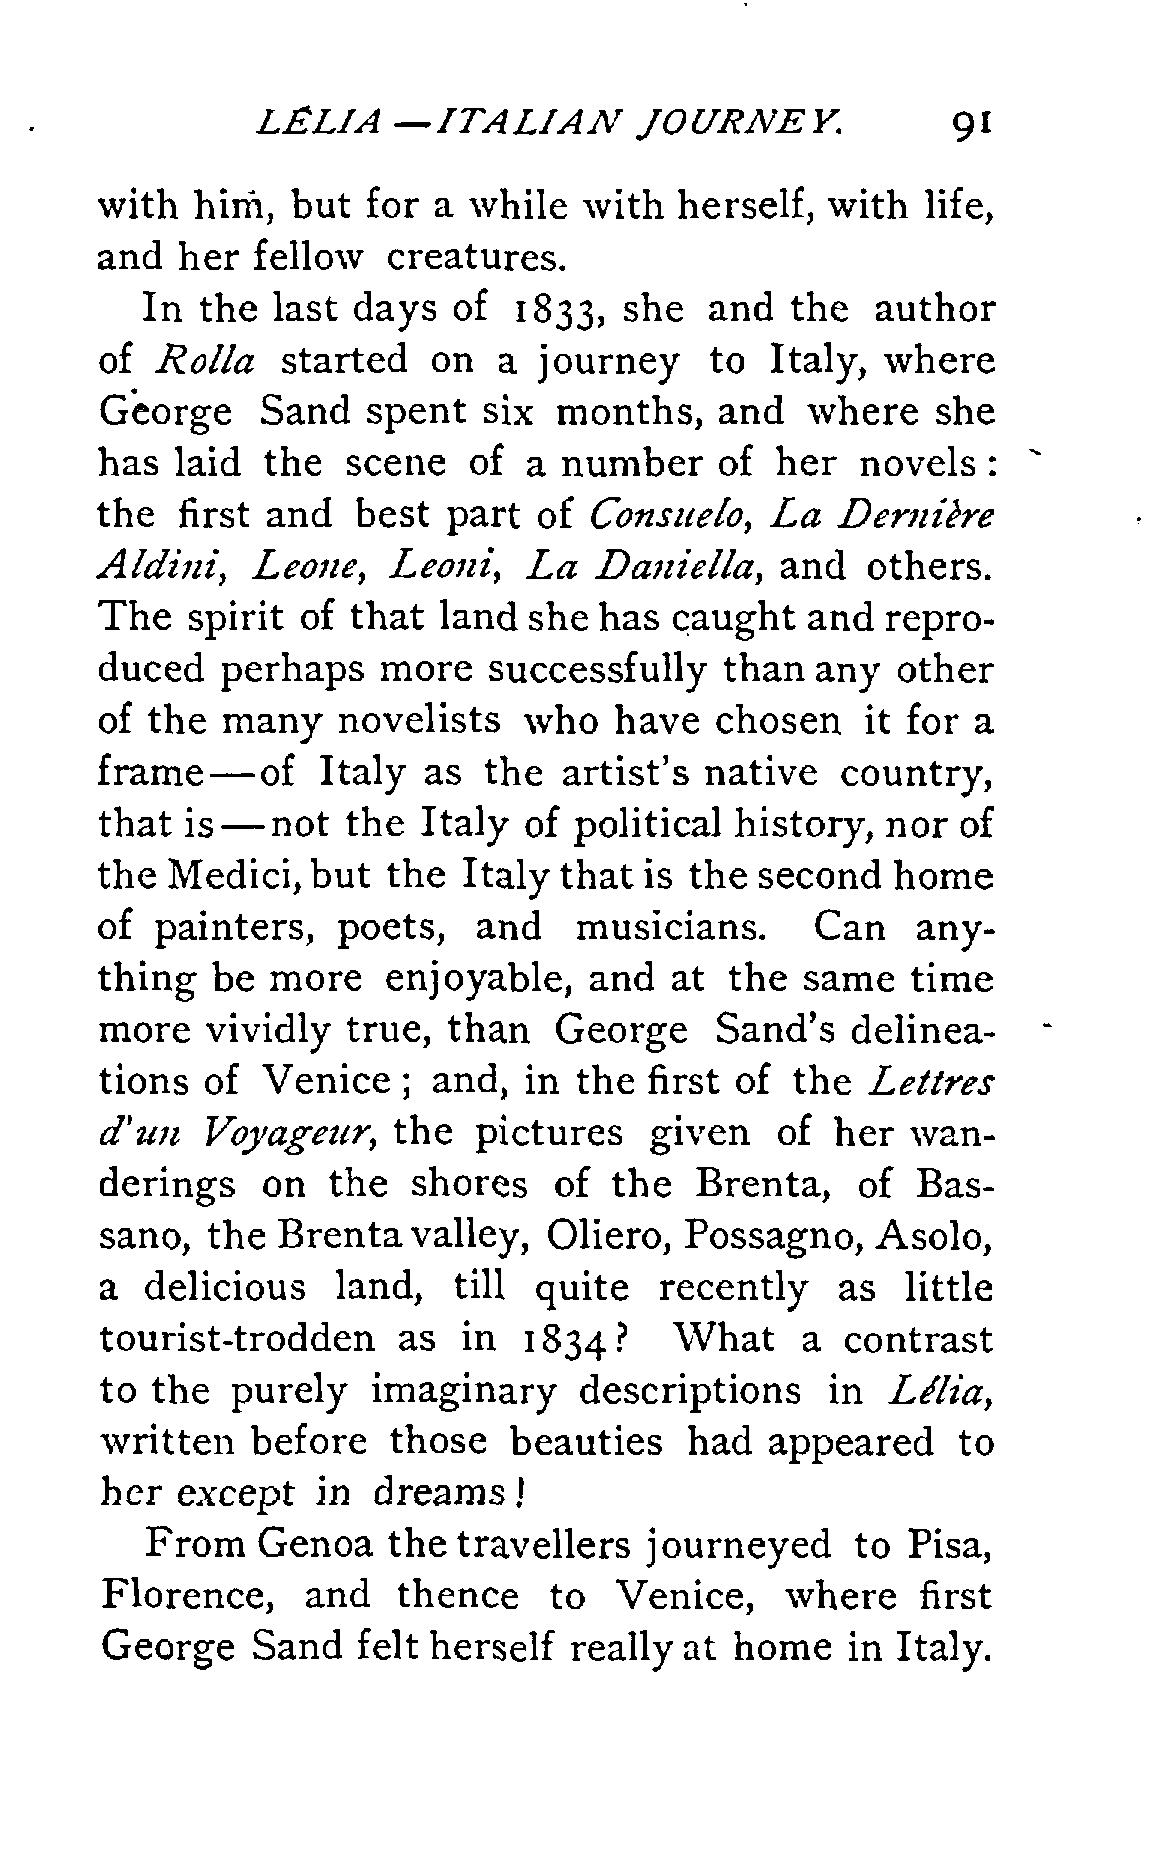 LÉLIA — ITALIAN JOURNEY. 91
with him, but for a while with herself, with life,
and her fellow creatures.
In the last days of 1833, she and the author
of Rolla started on a journey to Italy, where
George Sand spent six months, and where she
has laid the scene of a number of her novels :
the first and best part of Consuelo, La Dernière
Aldini, Leone, Leoni, La Daniella, and others.
The spirit of that land she has caught and repro-
duced perhaps more successfully than any other
of the many novelists who have chosen it for a
frame—of Italy as the artist's native country,
that is—not the Italy of political history, nor of
the Medici, but the Italy that is the second home
of painters, poets, and musicians. Can any-
thing be more enjoyable, and at the same time
more vividly true, than George Sand's delinea-
tions of Venice ; and, in the first of the Lettres
d'un Voyageur, the pictures given of her wan-
derings on the shores of the Brenta, of Bas-
sano, the Brenta valley, Oliero, Possagno, Asolo,
a delicious land, till quite recently as little
tourist-trodden as in 1834? What a contrast
to the purely imaginary descriptions in Lélia,
written before those beauties had appeared to
her except in dreams !
From Genoa the travellers journeyed to Pisa,
Florence, and thence to Venice, where first
George Sand felt herself really at home in Italy.